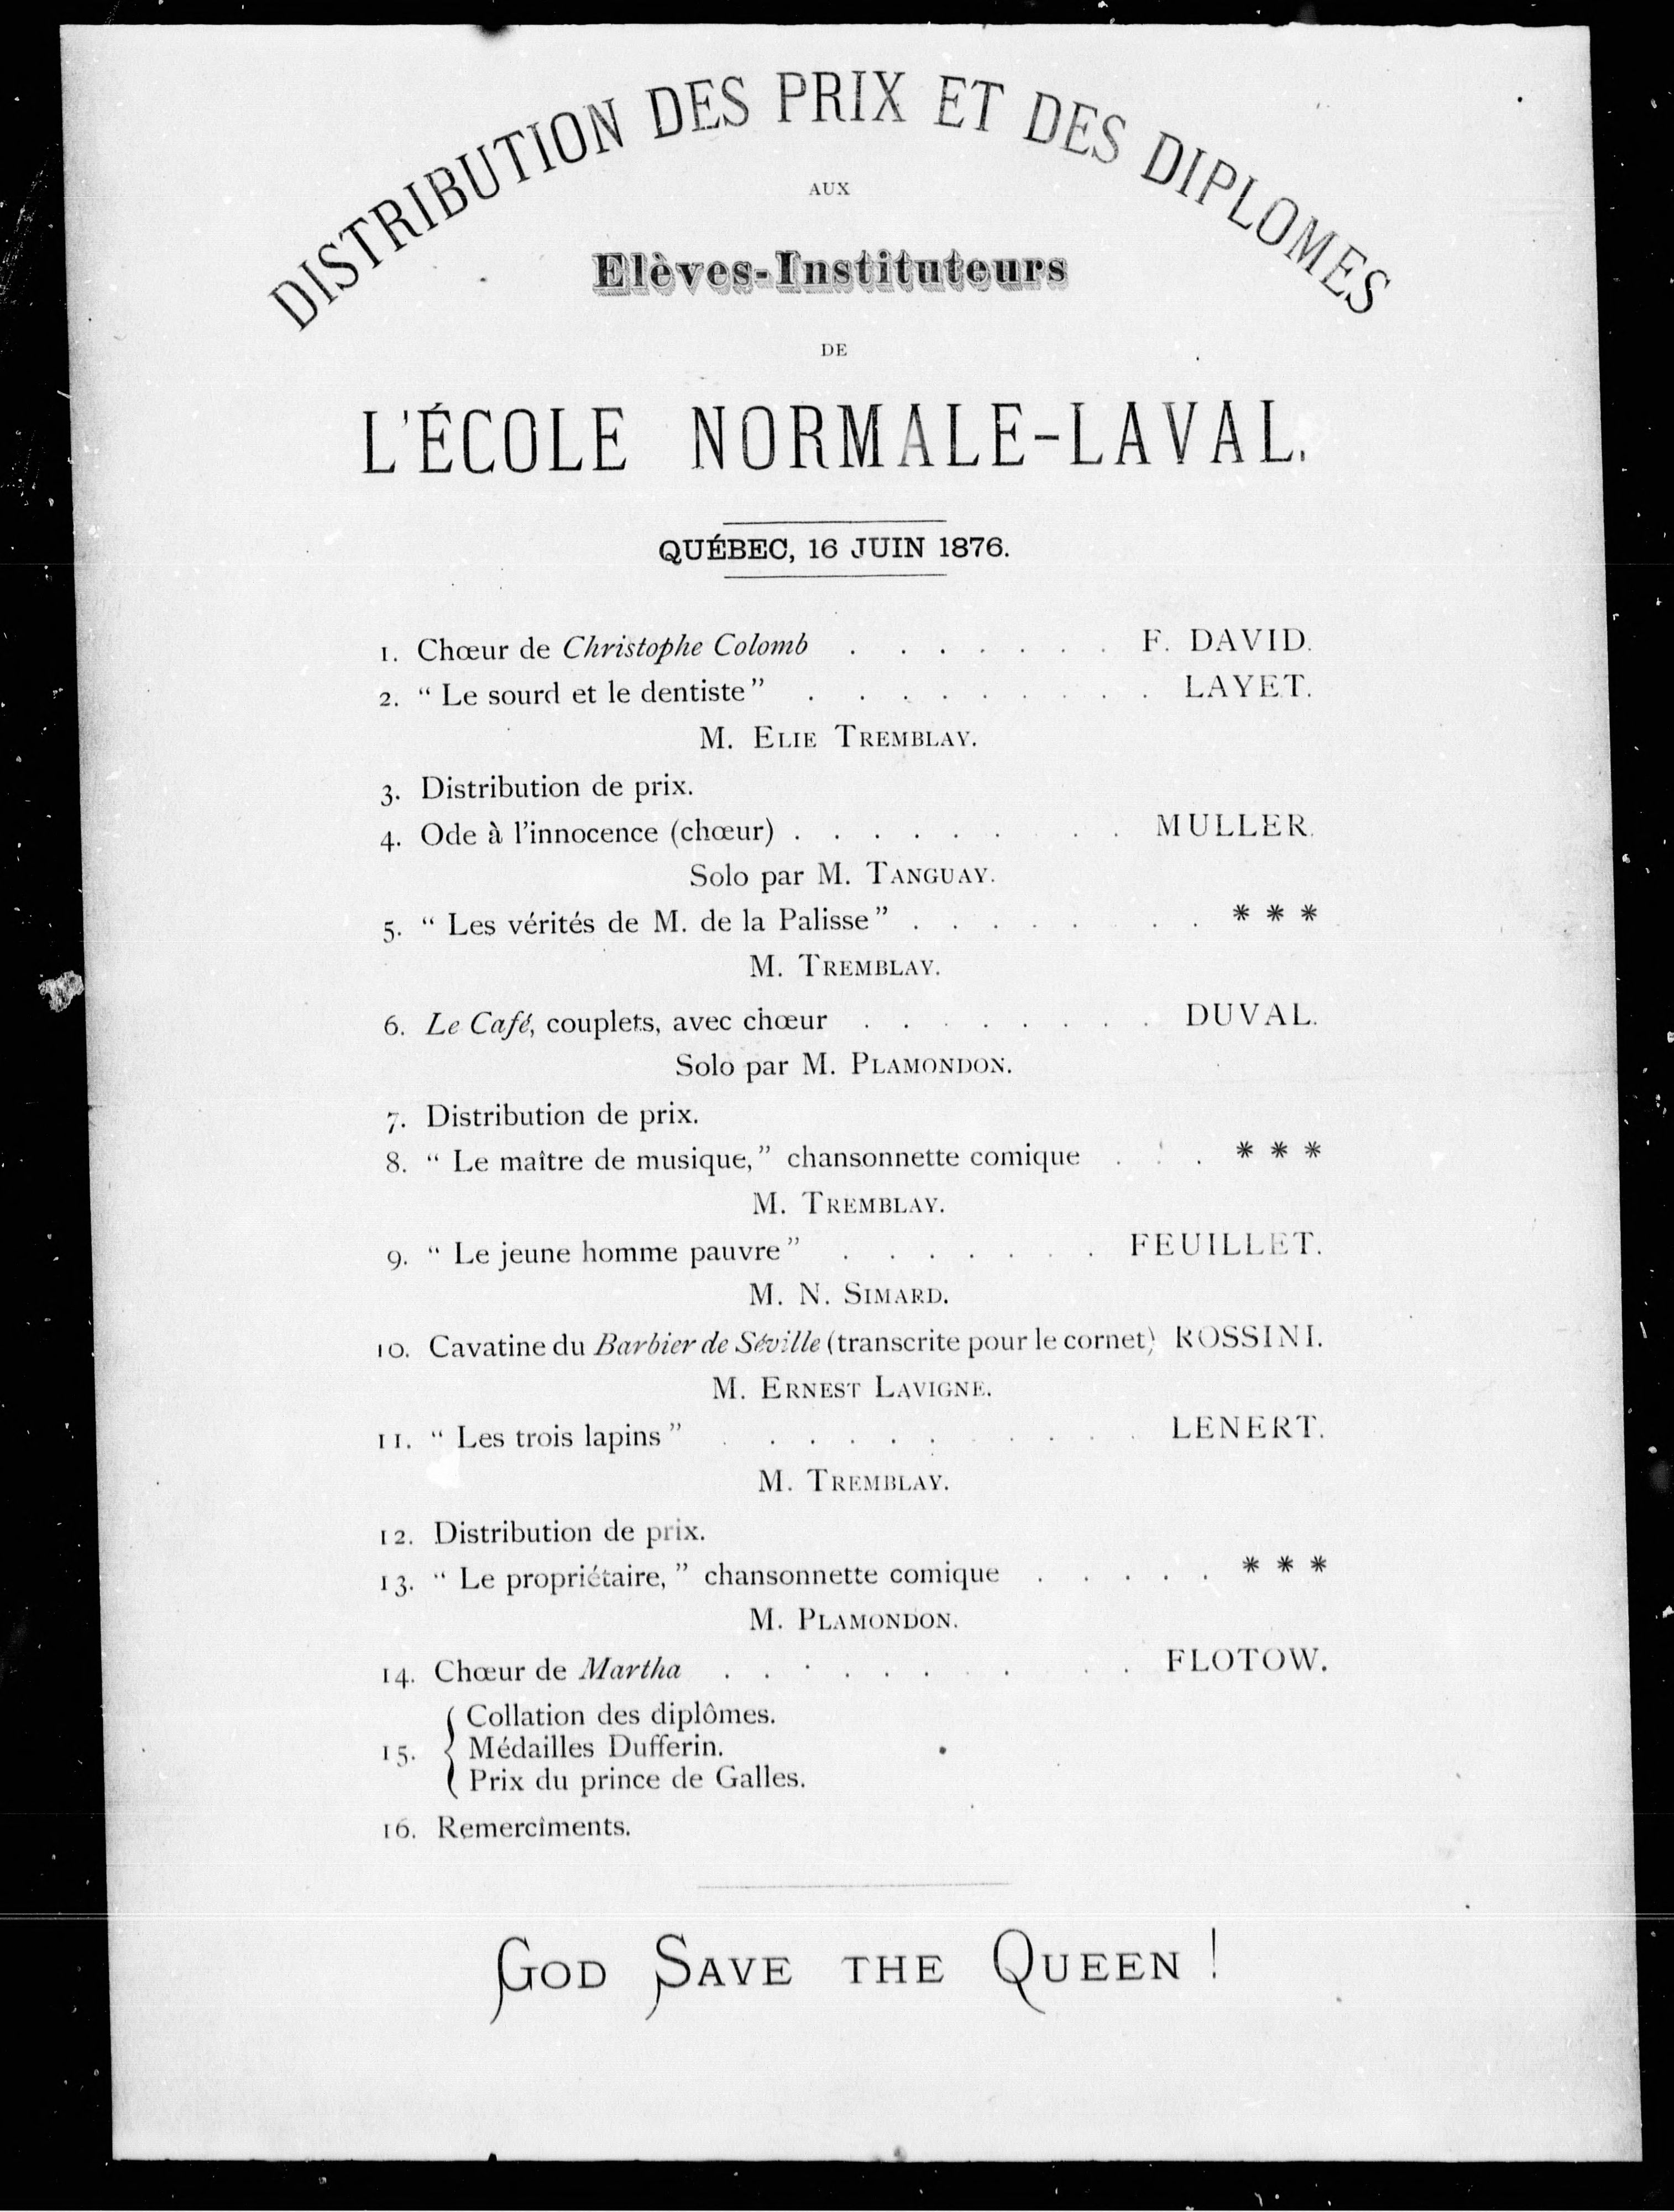 DISTRIBUTION DES PRIX ET DES DIPLOMES
AUX
Elèves-Instituteurs
DE
L'ÉCOLE NORMALE-LAVAL.
QUÉBEC, 16 JUIN 1876.
1. Chœur de Christophe Colomb . . . . . . . F. DAVID.
2. “ Le sourd et le dentiste” . . . . . . . . . LAYET.
M. ELIE TREMBLAY.
3. Distribution de prix.
4. Ode à l'innocence (chœur) . . . . . . . . . MULLER.
Solo par M. TANGUAY.
5. “ Les vérités de M. de la Palisse” . . . . . . . . * * *
M. TREMBLAY.
6. Le Café, couplets, avec chœur . . . . . . . . DUVAL.
Solo par M. PLAMONDON.
7. Distribution de prix.
8. “ Le maître de musique,” chansonnette comique . . . * * *
M. TREMBLAY.
9. “ Le jeune homme pauvre” . . . . . . . FEUILLET.
M. N. SIMARD.
10. Cavatine du Barbier de Séville (transcrite pour le cornet) ROSSINI.
M. ERNEST LAVIGNE.
11. “ Les trois lapins” . . . . . . . . . . . LENERT.
M. TREMBLAY.
12. Distribution de prix.
13. “ Le propriétaire, ” chansonnette comique . . . . . * * *
M. PLAMONDON.
14. Chœur de Martha . . . . . . . . . . FLOTOW.
Collation des diplômes.
15. { Médailles Dufferin.
Prix du prince de Galles.
16. Remercîments.
GOD SAVE THE QUEEN !